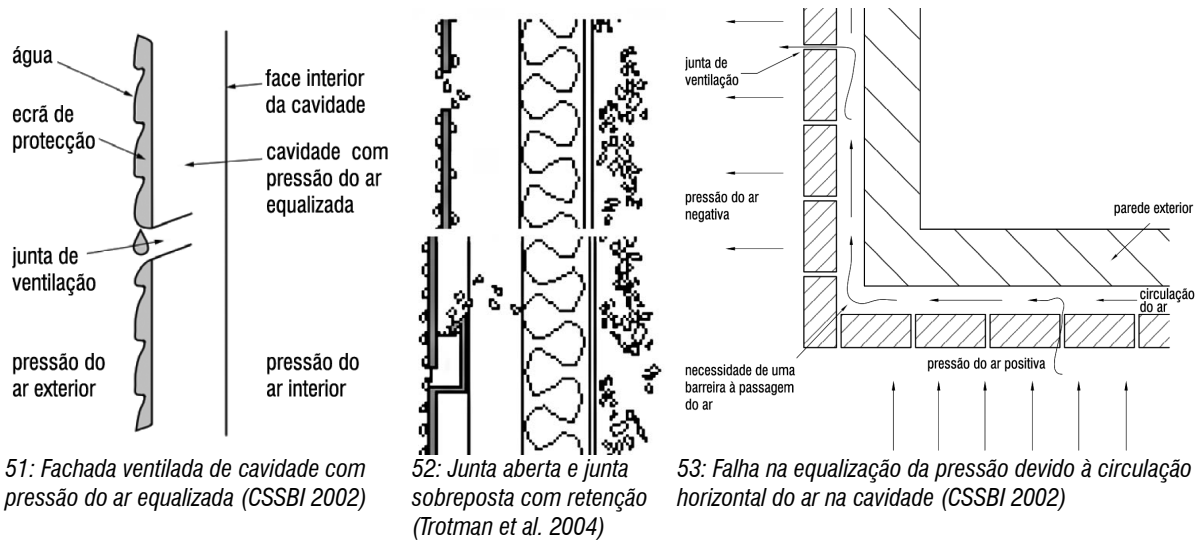 água
ecrã de
protecção
junta de
ventilação
pressão do
ar exterior
face interior
da cavidade
cavidade com
pressão do ar
equalizada
pressão do
ar interior
51: Fachada ventilada de cavidade com
pressão do ar equalizada (CSSBI 2002)
52: Junta aberta e junta
sobreposta com retenção
(Trotman et al. 2004)
junta de
ventilação
pressão do ar
negativa
parede exterior
circulação
do ar
pressão do ar positiva
necessidade de uma
barreira à passagem
do ar
53: Falha na equalização da pressão devido à circulação
horizontal do ar na cavidade (CSSBI 2002)